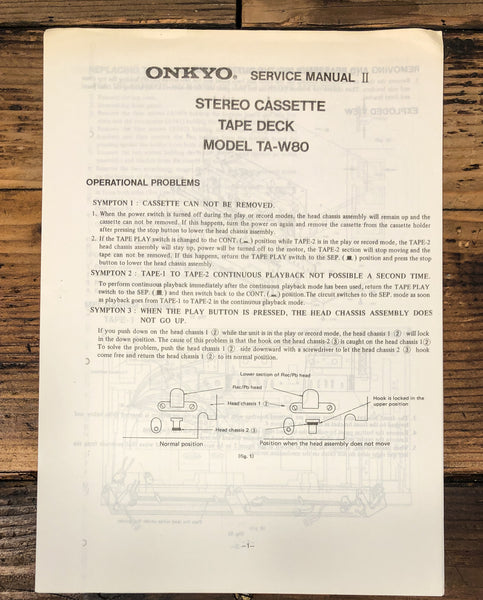 ONKYO® SERVICE MANUAL II
STEREO CASSETTE
TAPE DECK
MODEL TA-W80
OPERATIONAL PROBLEMS
SYMPTON 1 : CASSETTE CAN NOT BE REMOVED.
1. When the power switch is turned off during the play or record modes, the head chassis assembly will remain up and the
cassette can not be removed. If this happens, turn the power on again and remove the cassette from the cassette holder
after pressing the stop button to lower the head chassis assembly.
2. If the TAPE PLAY switch is changed to the CONT. ( ) position while TAPE-2 is in the play or record mode, the TAPE-2
head chassis assembly will stay up, power will be turned off to the motor, the TAPE-2 section will stop moving and the
tape can not be removed. If this happens, return the TAPE PLAY switch to the SEP. ( ) position and press the stop
button to lower the head chassis assembly.
SYMPTON 2 : TAPE-1 TO TAPE-2 CONTINUOUS PLAYBACK NOT POSSIBLE A SECOND TIME.
To perform continuous playback immediately after the continuous playback mode has been used, return the TAPE PLAY
switch to the SEP. ( ) and then switch back to the CONT. ( ) position. The circuit switches to the SEP. mode as soon
as playback goes from TAPE-1 to TAPE-2 in the continuous playback mode.
SYMPTON 3 : WHEN THE PLAY BUTTON IS PRESSED, THE HEAD CHASSIS ASSEMBLY DOES
NOT GO UP.
If you push down on the head chassis 1 ② while the unit is in the play or record mode, the head chassis 1 ② will lock
in the down position. The cause of this problem is that the hook on the head chassis-2 ③ is caught on the head chassis 1②
To solve the problem, push the head chassis 1 ② side downward with a screwdriver to let the head chassis 2 ③ hook
come free and return the head chassis 1 ② to its normal position.
Lower section of Rec/Pb head
Rec/Pb head
Head chassis 1 ②
Hook is locked in the
upper position
Head chassis 2 ③
Normal position
Position when the head assembly does not move
(fig. 1)
—1—